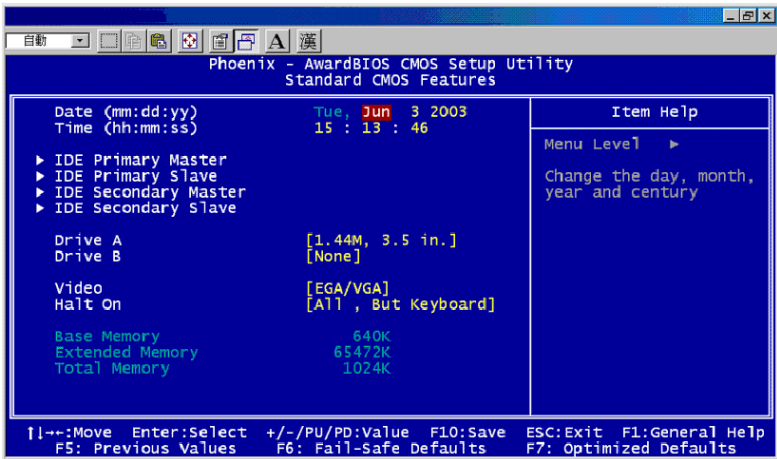 自動 A 漢
Phoenix - AwardBIOS CMOS Setup Utility
Standard CMOS Features
Date (mm:dd:yy) Tue, Jun 3 2003
Time (hh:mm:ss) 15 : 13 : 46
▶ IDE Primary Master
▶ IDE Primary Slave
▶ IDE Secondary Master
▶ IDE Secondary Slave
Drive A [1.44M, 3.5 in.]
Drive B [None]
Video [EGA/VGA]
Halt On [All , But Keyboard]
Base Memory 640K
Extended Memory 65472K
Total Memory 1024K
Item Help
Menu Level ▶
Change the day, month,
year and century
↑↓→←:Move Enter:Select +/-/PU/PD:Value F10:Save ESC:Exit F1:General Help
F5: Previous Values F6: Fail-Safe Defaults F7: Optimized Defaults